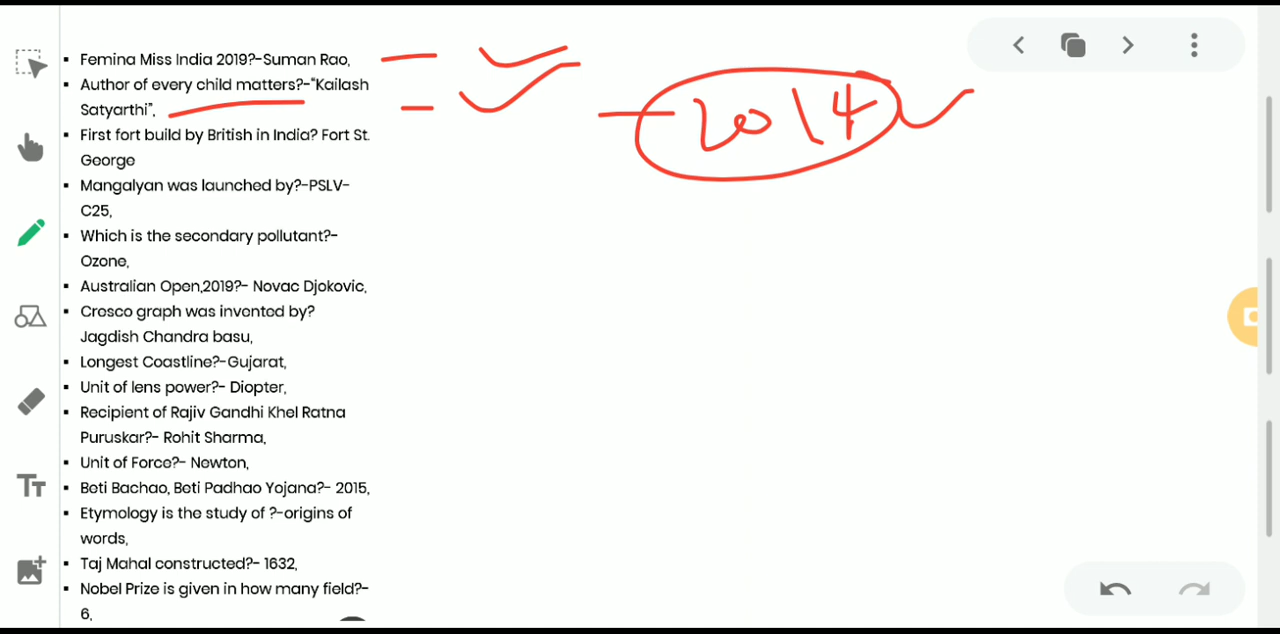 Femina Miss India 2019?-Suman Rao,
Author of every child matters?-"Kailash
Satyarthi",
2014
First fort build by British in India? Fort St.
George
Mangalyan was launched by?-PSLV-
C25,
Which is the secondary pollutant?-
Ozone,
Australian Open,2019?- Novac Djokovic,
Cresco graph was invented by?
Jagdish Chandra basu,
Longest Coastline?-Gujarat,
Unit of lens power?- Diopter,
Recipient of Rajiv Gandhi Khel Ratna
Puruskar?- Rohit Sharma,
Unit of Force?- Newton,
Beti Bachao, Beti Padhao Yojana?- 2015,
Etymology is the study of ?-origins of
words,
Taj Mahal constructed?- 1632,
Nobel Prize is given in how many field?-
6,
TT